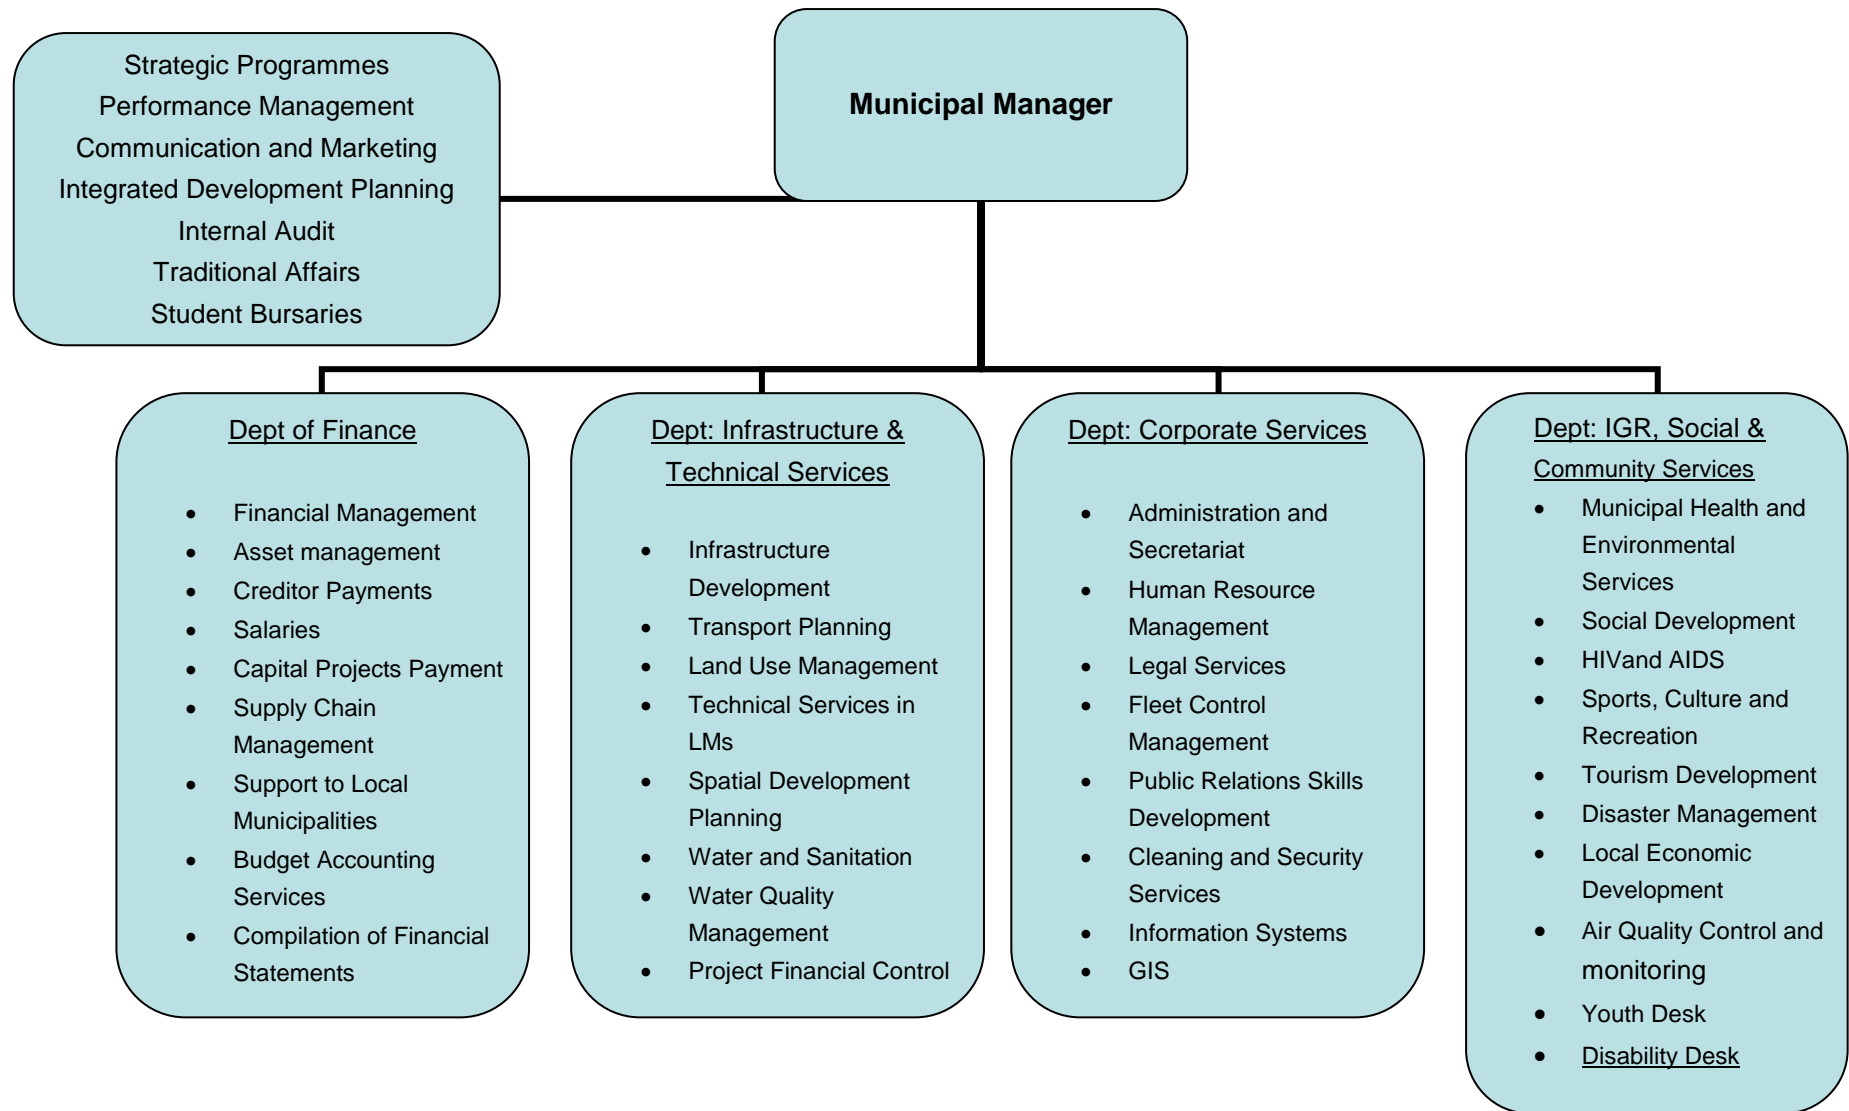 Strategic Programmes
Performance Management
Communication and Marketing
Integrated Development Planning
Internal Audit
Traditional Affairs
Student Bursaries
Municipal Manager
Dept of Finance
• Financial Management
• Asset management
• Creditor Payments
• Salaries
• Capital Projects Payment
• Supply Chain
Management
• Support to Local
Municipalities
• Budget Accounting
Services
• Compilation of Financial
Statements
Dept: Infrastructure &
Technical Services
• Infrastructure
Development
• Transport Planning
• Land Use Management
• Technical Services in
LMs
• Spatial Development
Planning
• Water and Sanitation
• Water Quality
Management
• Project Financial Control
Dept: Corporate Services
• Administration and
Secretariat
• Human Resource
Management
• Legal Services
• Fleet Control
Management
• Public Relations Skills
Development
• Cleaning and Security
Services
• Information Systems
• GIS
Dept: IGR, Social &
Community Services
• Municipal Health and
Environmental
Services
• Social Development
• HIVand AIDS
• Sports, Culture and
Recreation
• Tourism Development
• Disaster Management
• Local Economic
Development
• Air Quality Control and
monitoring
• Youth Desk
• Disability Desk